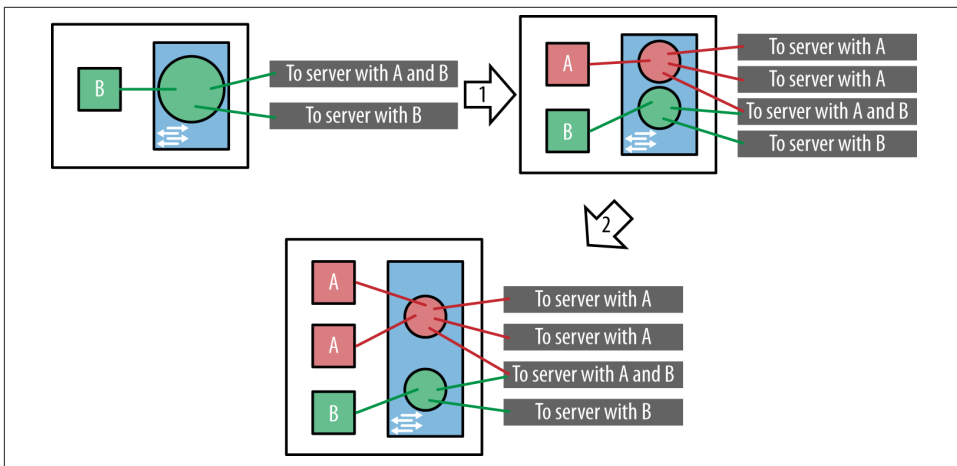 B
To server with A and B
To server with B
1
A
B
To server with A
To server with A
To server with A and B
To server with B
2
A
A
B
To server with A
To server with A
To server with A and B
To server with B